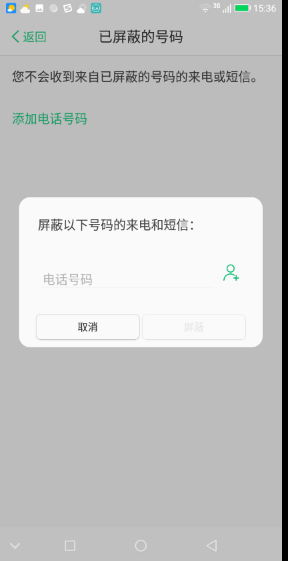 3G 15:36
返回 已屏蔽的号码
您不会收到来自已屏蔽的号码的来电或短信。
添加电话号码
屏蔽以下号码的来电和短信：
电话号码
取消 屏蔽